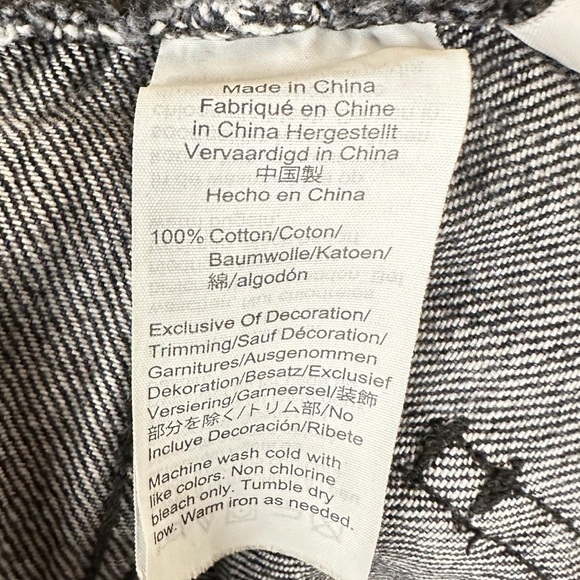 Made in China
Fabriqué en Chine
in China Hergestellt
Vervaardigd in China
中国製
Hecho en China
100% Cotton/Coton/
Baumwolle/Katoen/
綿/algodón
Exclusive Of Decoration/
Trimming/Sauf Décoration/
Garnitures/Ausgenommen
Dekoration/Besatz/Exclusief
Versiering/Garneersel/装飾
部分を除く/トリム部/No
Incluye Decoración/Ribete
Machine wash cold with
like colors. Non chlorine
bleach only. Tumble dry
low. Warm iron as needed.